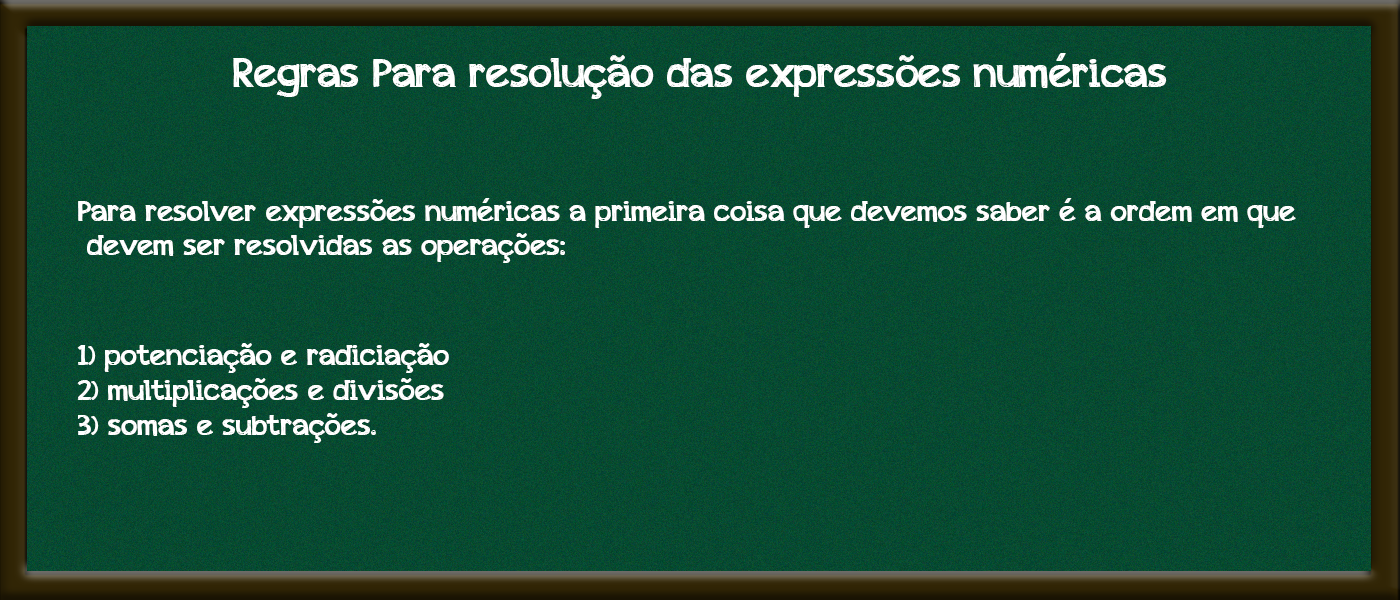 Regras Para resolução das expressões numéricas
Para resolver expressões numéricas a primeira coisa que devemos saber é a ordem em que
devem ser resolvidas as operações:
1) potenciação e radiciação
2) multiplicações e divisões
3) somas e subtrações.